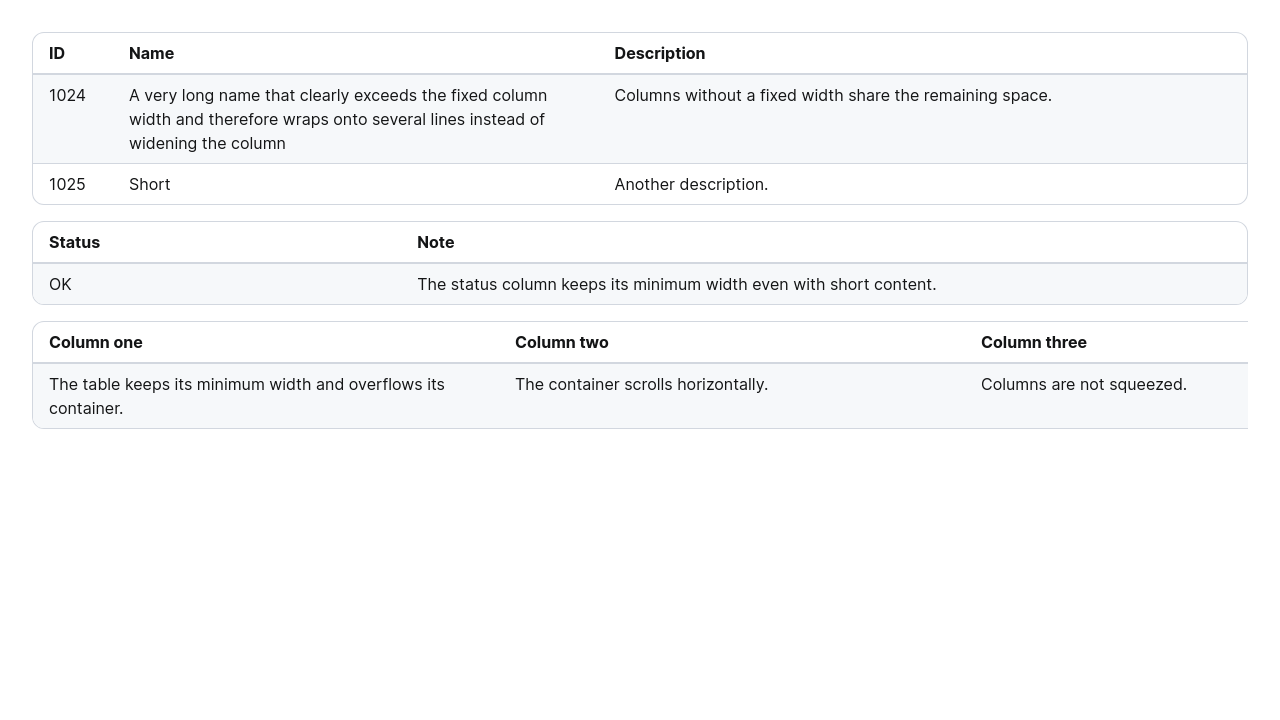 ID Name Description
1024 A very long name that clearly exceeds the fixed column Columns without a fixed width share the remaining space.
width and therefore wraps onto several lines instead of
widening the column
1025 Short Another description.
Status Note
OK The status column keeps its minimum width even with short content.
Column one Column two Column three
The table keeps its minimum width and overflows its The container scrolls horizontally. Columns are not squeezed.
container.